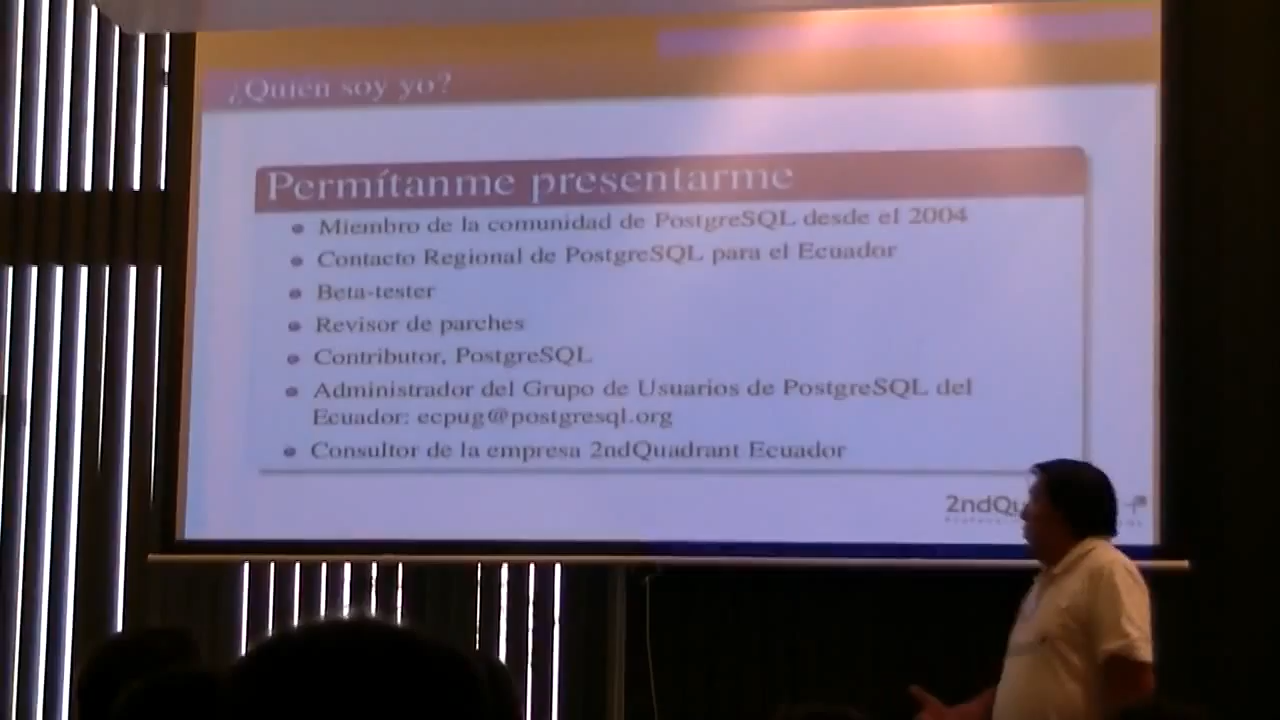 ¿Quién soy yo?
Permítanme presentarme
Miembro de la comunidad de PostgreSQL desde el 2004
Contacto Regional de PostgreSQL para el Ecuador
Beta-tester
Revisor de parches
Contributor, PostgreSQL
Administrador del Grupo de Usuarios de PostgreSQL del
Ecuador: ecpug@postgresql.org
Consultor de la empresa 2ndQuadrant Ecuador
2ndQu